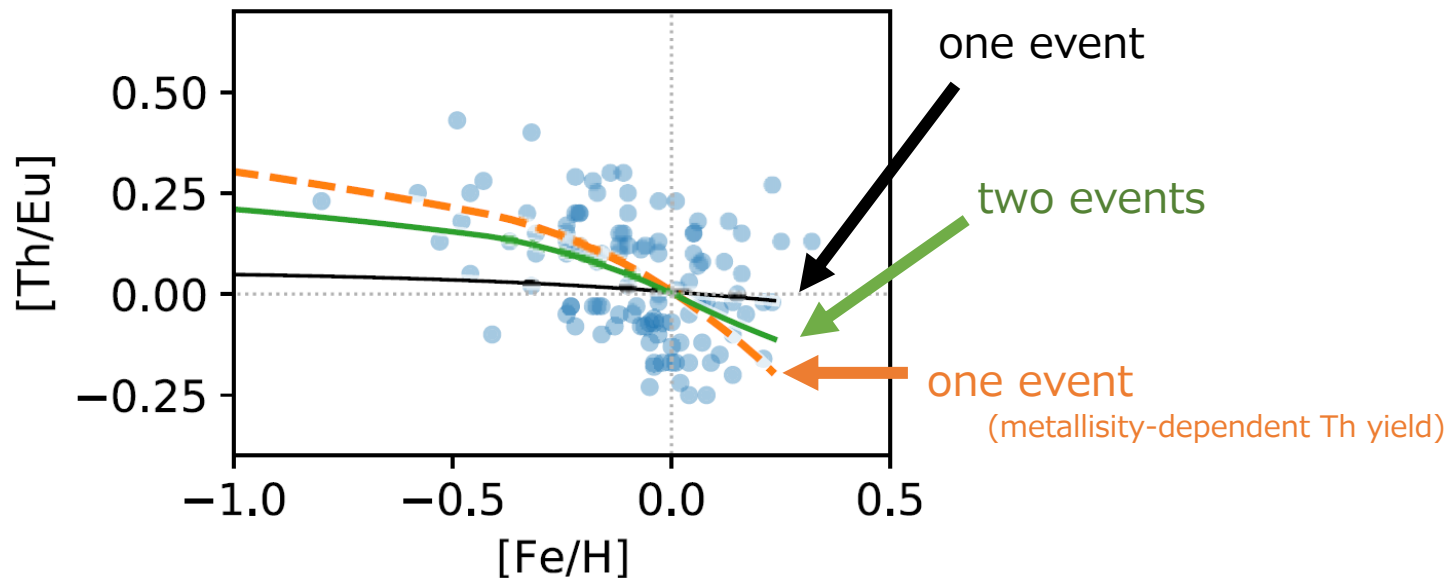 one event
0.50
two events
0.25
[Th/Eu]
0.00
one event
−0.25
(metallisity-dependent Th yield)
−1.0 −0.5 0.0 0.5
[Fe/H]